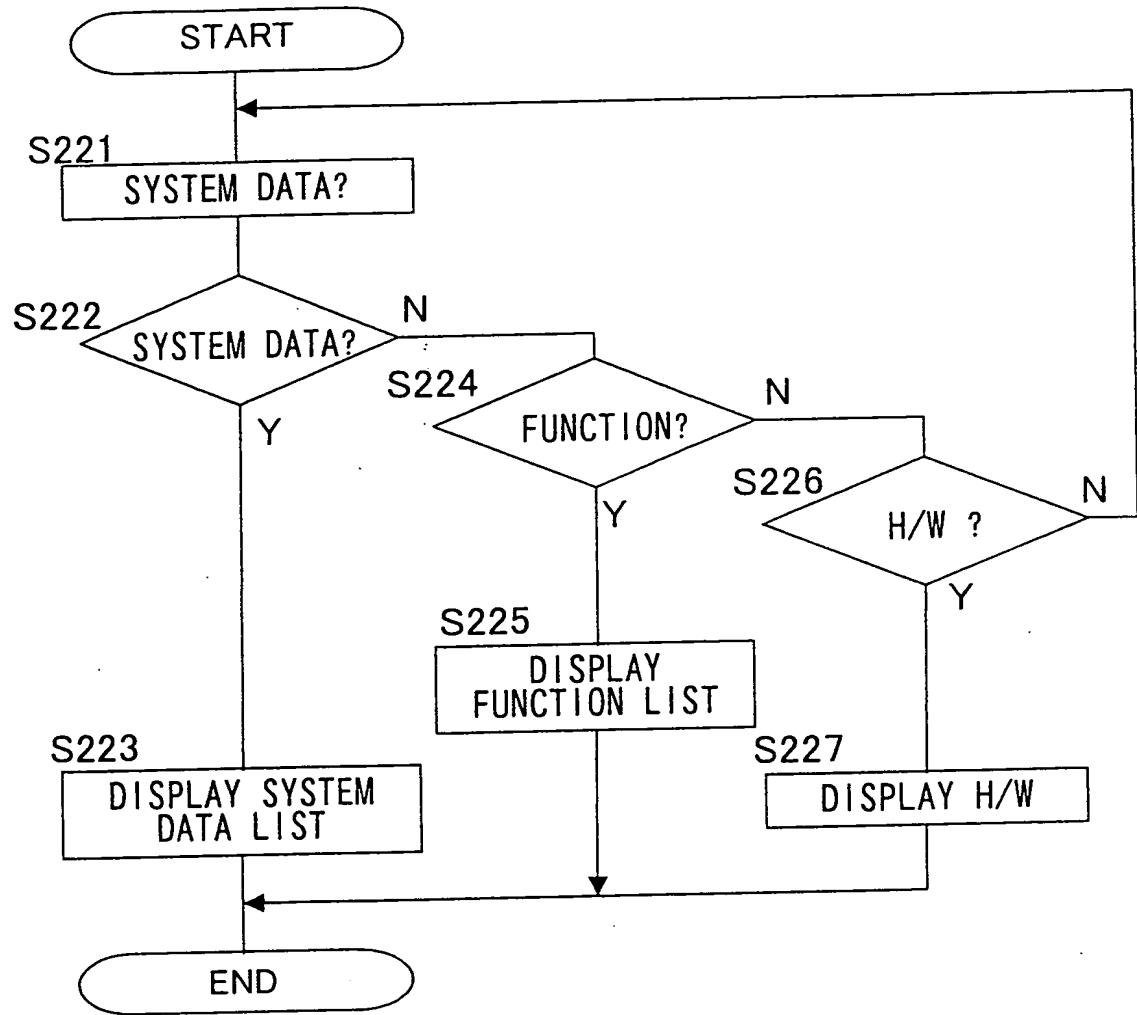 START
S221
SYSTEM DATA?
S222
SYSTEM DATA?
N
Y
S224
FUNCTION?
N
Y
S226
H/W ?
N
Y
S225
DISPLAY
FUNCTION LIST
S223
DISPLAY SYSTEM
DATA LIST
S227
DISPLAY H/W
END